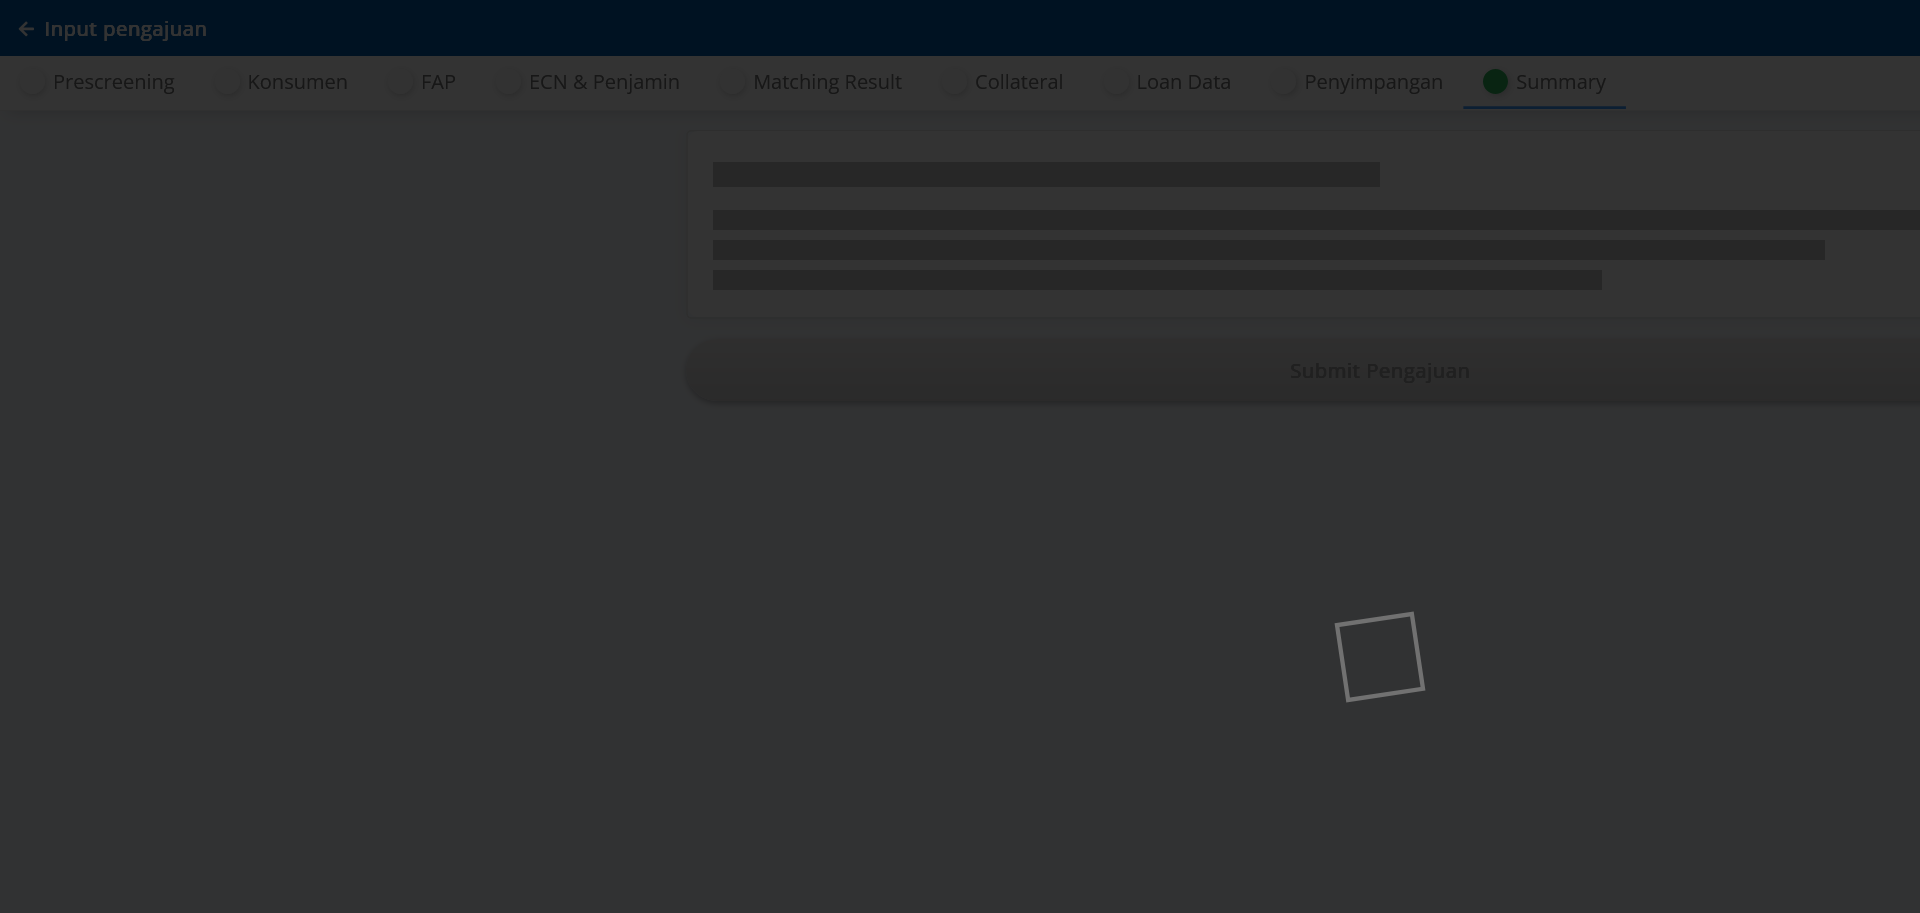 Input pengajuan
Prescreening Konsumen FAP ECN & Penjamin Matching Result Collateral Loan Data Penyimpangan Summary
Submit Pengajuan